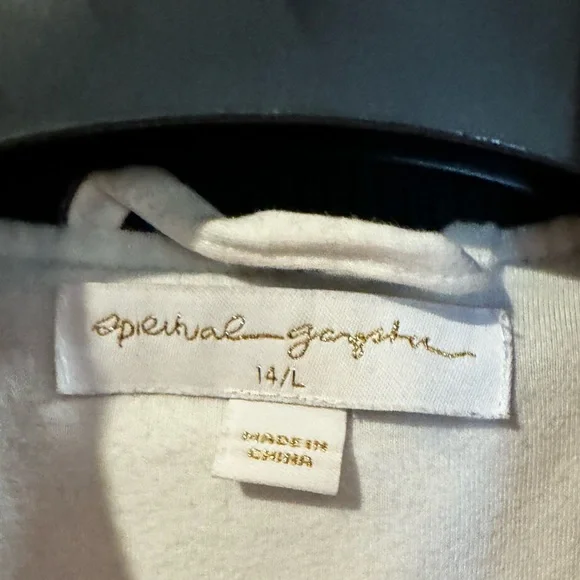 spiritual gangster
14/L
MADE IN
CHINA